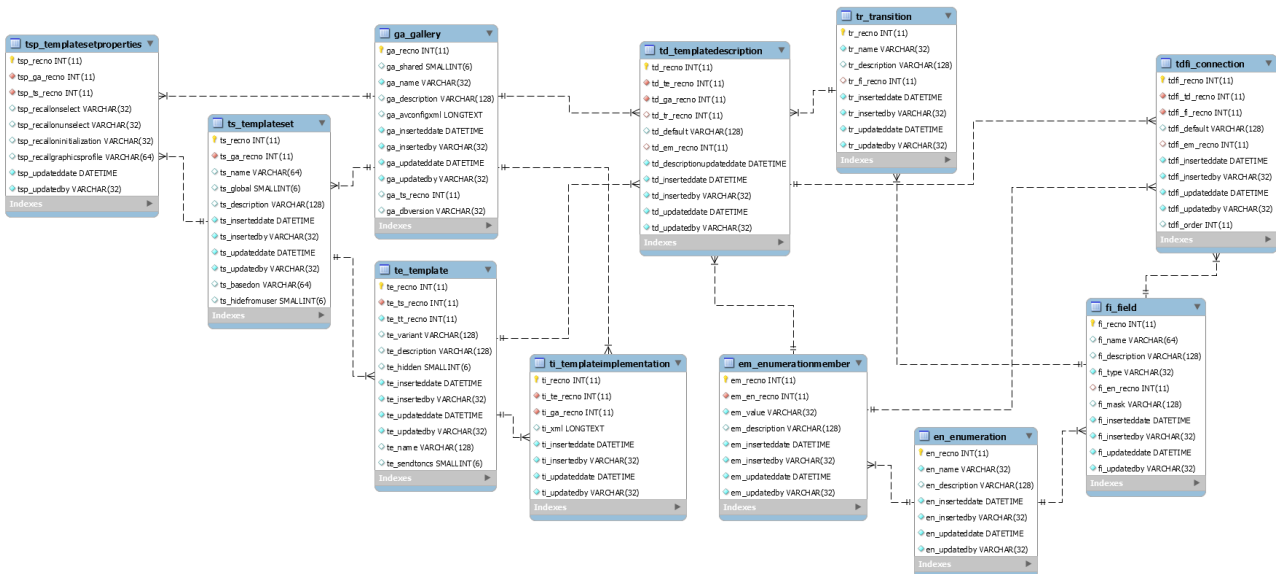 tsp_templatesetproperties
tsp_recno INT(11)
tsp_ga_recno INT(11)
tsp_ts_recno INT(11)
tsp_recallonselect VARCHAR(32)
tsp_recallonunselect VARCHAR(32)
tsp_recalloninitialization VARCHAR(32)
tsp_recallgraphicsprofile VARCHAR(64)
tsp_updateddate DATETIME
tsp_updatedby VARCHAR(32)
Indexes
ts_templateset
ts_recno INT(11)
ts_ga_recno INT(11)
ts_name VARCHAR(64)
ts_global SMALLINT(6)
ts_description VARCHAR(128)
ts_inserteddate DATETIME
ts_insertedby VARCHAR(32)
ts_updateddate DATETIME
ts_updatedby VARCHAR(32)
ts_basedon VARCHAR(64)
ts_hidefromuser SMALLINT(6)
Indexes
ga_gallery
ga_recno INT(11)
ga_shared SMALLINT(6)
ga_name VARCHAR(32)
ga_description VARCHAR(128)
ga_avconfigxml LONGTEXT
ga_inserteddate DATETIME
ga_insertedby VARCHAR(32)
ga_updateddate DATETIME
ga_updatedby VARCHAR(32)
ga_ts_recno INT(11)
ga_dbversion VARCHAR(32)
Indexes
te_template
te_recno INT(11)
te_ts_recno INT(11)
te_tt_recno INT(11)
te_variant VARCHAR(128)
te_description VARCHAR(128)
te_hidden SMALLINT(6)
te_inserteddate DATETIME
te_insertedby VARCHAR(32)
te_updateddate DATETIME
te_updatedby VARCHAR(32)
te_name VARCHAR(128)
te_sendtoncs SMALLINT(6)
Indexes
ti_templateimplementation
ti_recno INT(11)
ti_te_recno INT(11)
ti_ga_recno INT(11)
ti_xml LONGTEXT
ti_inserteddate DATETIME
ti_insertedby VARCHAR(32)
ti_updateddate DATETIME
ti_updatedby VARCHAR(32)
Indexes
td_templatedescription
td_recno INT(11)
td_te_recno INT(11)
td_ga_recno INT(11)
td_tr_recno INT(11)
td_default VARCHAR(128)
td_em_recno INT(11)
td_descriptionupdateddate DATETIME
td_inserteddate DATETIME
td_insertedby VARCHAR(32)
td_updateddate DATETIME
td_updatedby VARCHAR(32)
Indexes
tr_transition
tr_recno INT(11)
tr_name VARCHAR(32)
tr_description VARCHAR(128)
tr_fi_recno INT(11)
tr_inserteddate DATETIME
tr_insertedby VARCHAR(32)
tr_updateddate DATETIME
tr_updatedby VARCHAR(32)
Indexes
em_enumerationmember
em_recno INT(11)
em_en_recno INT(11)
em_value VARCHAR(32)
em_description VARCHAR(128)
em_inserteddate DATETIME
em_insertedby VARCHAR(32)
em_updateddate DATETIME
em_updatedby VARCHAR(32)
Indexes
en_enumeration
en_recno INT(11)
en_name VARCHAR(32)
en_description VARCHAR(128)
en_inserteddate DATETIME
en_insertedby VARCHAR(32)
en_updateddate DATETIME
en_updatedby VARCHAR(32)
Indexes
tdfi_connection
tdfi_recno INT(11)
tdfi_td_recno INT(11)
tdfi_fi_recno INT(11)
tdfi_default VARCHAR(128)
tdfi_em_recno INT(11)
tdfi_inserteddate DATETIME
tdfi_insertedby VARCHAR(32)
tdfi_updateddate DATETIME
tdfi_updatedby VARCHAR(32)
tdfi_order INT(11)
Indexes
fi_field
fi_recno INT(11)
fi_name VARCHAR(64)
fi_description VARCHAR(128)
fi_type VARCHAR(32)
fi_en_recno INT(11)
fi_mask VARCHAR(128)
fi_inserteddate DATETIME
fi_insertedby VARCHAR(32)
fi_updateddate DATETIME
fi_updatedby VARCHAR(32)
Indexes